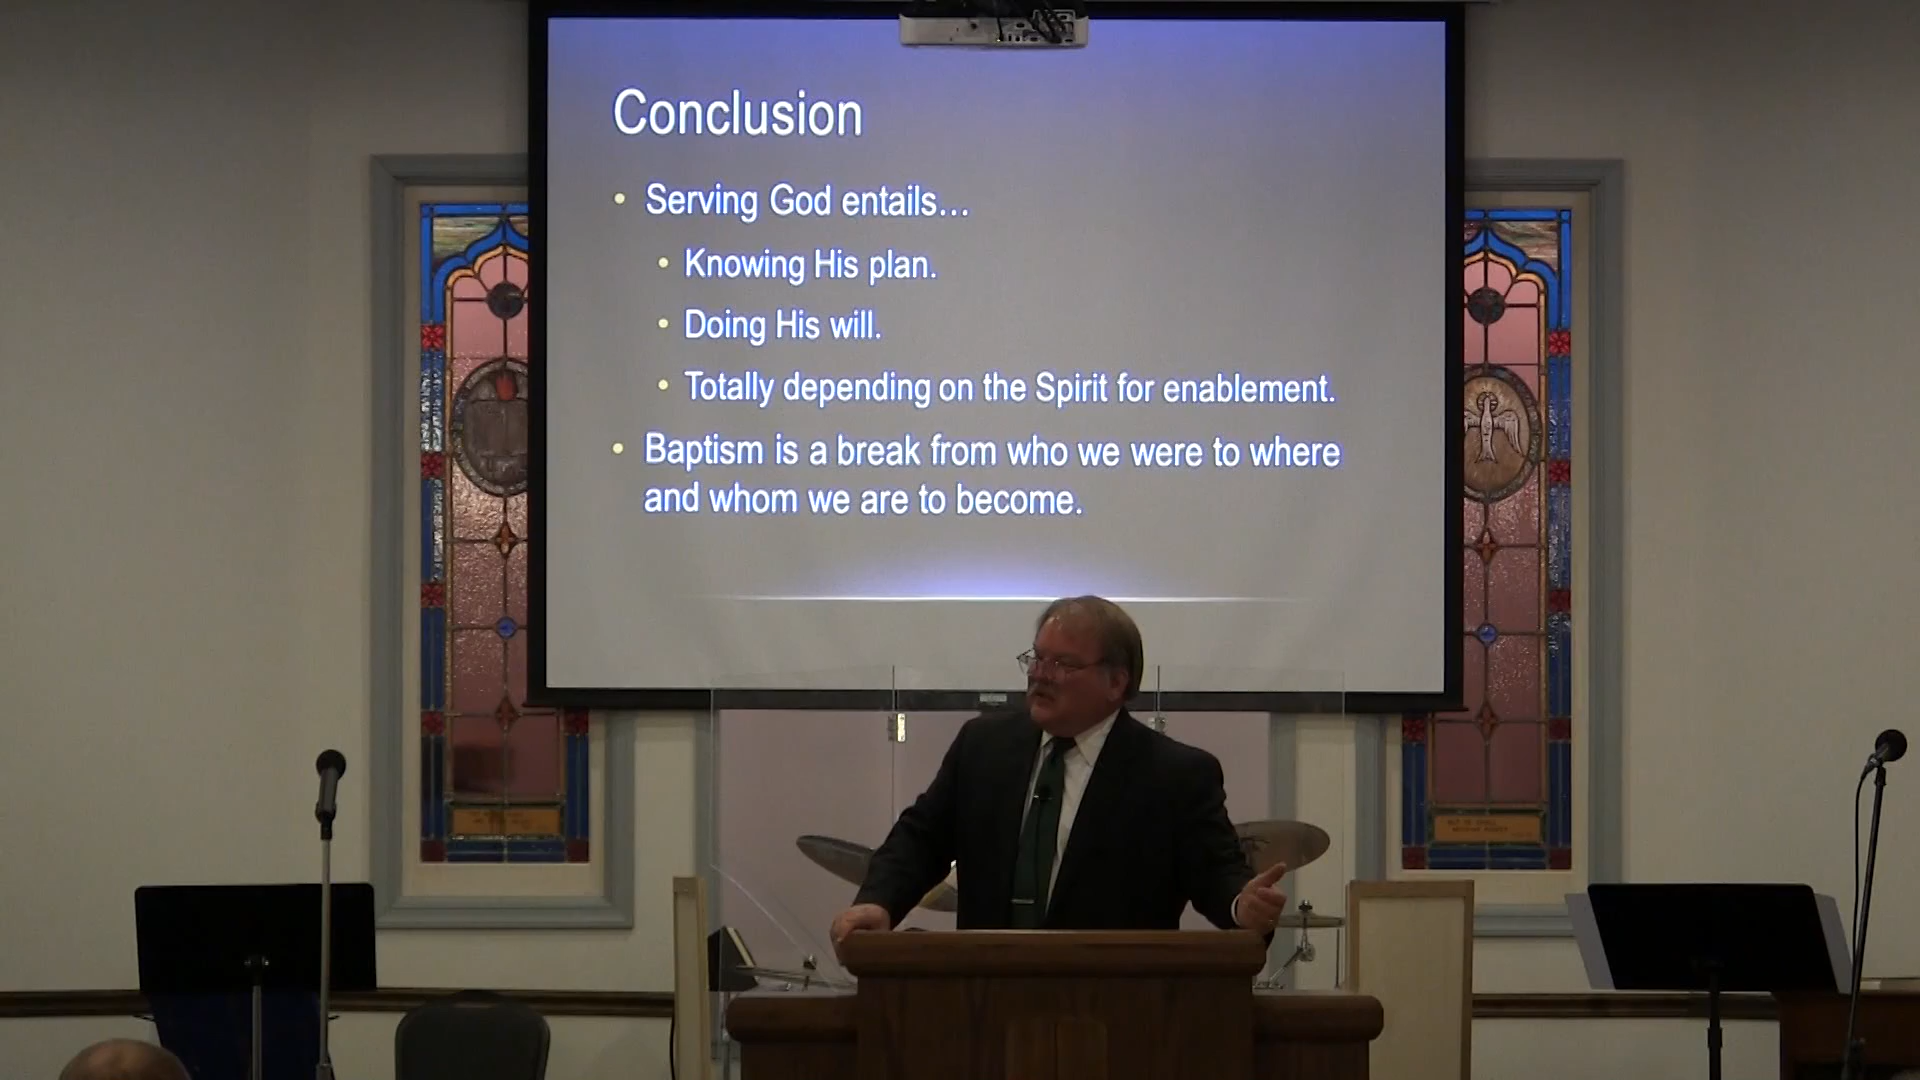 Conclusion
• Serving God entails…
• Knowing His plan.
• Doing His will.
• Totally depending on the Spirit for enablement.
• Baptism is a break from who we were to where
and whom we are to become.